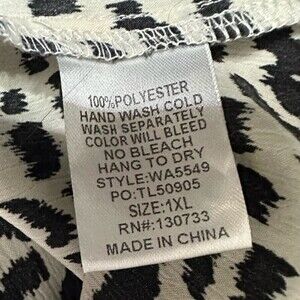 100%POLYESTER
HAND WASH COLD
WASH SEPARATELY
COLOR WILL BLEED
NO BLEACH
HANG TO DRY
STYLE:WA5549
PO:TL50905
SIZE:1XL
RN#:130733
MADE IN CHINA